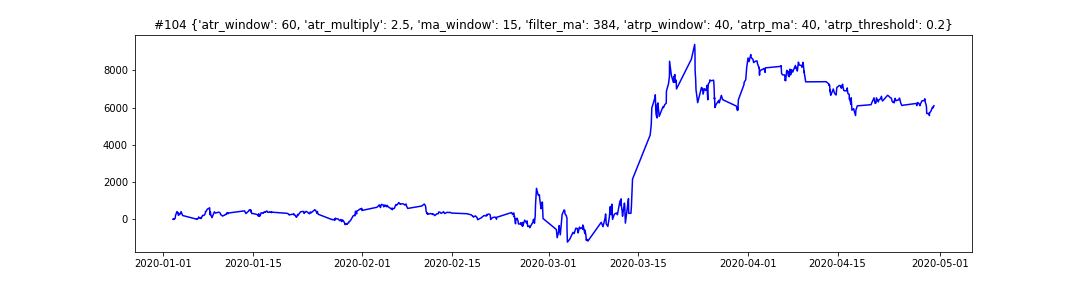 #104 {'atr_window': 60, 'atr_multiply': 2.5, 'ma_window': 15, 'filter_ma': 384, 'atrp_window': 40, 'atrp_ma': 40, 'atrp_threshold': 0.2}
8000
6000
4000
2000
0
2020-01-01 2020-01-15 2020-02-01 2020-02-15 2020-03-01 2020-03-15 2020-04-01 2020-04-15 2020-05-01